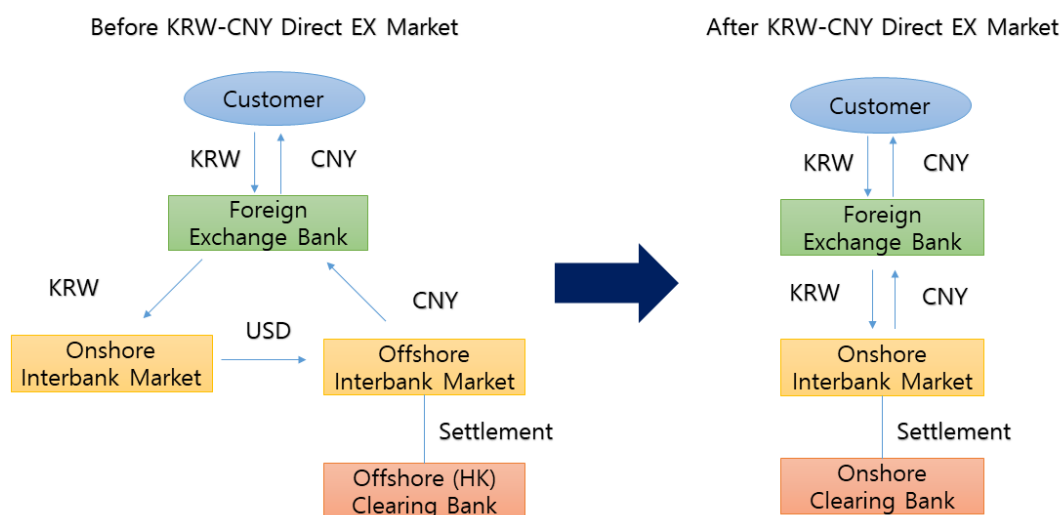 Before KRW-CNY Direct EX Market
Customer
KRW
CNY
Foreign
Exchange Bank
KRW
CNY
USD
Onshore
Interbank Market
Offshore
Interbank Market
Settlement
Offshore (HK)
Clearing Bank
After KRW-CNY Direct EX Market
Customer
KRW
CNY
Foreign
Exchange Bank
KRW
CNY
Onshore
Interbank Market
Settlement
Onshore
Clearing Bank